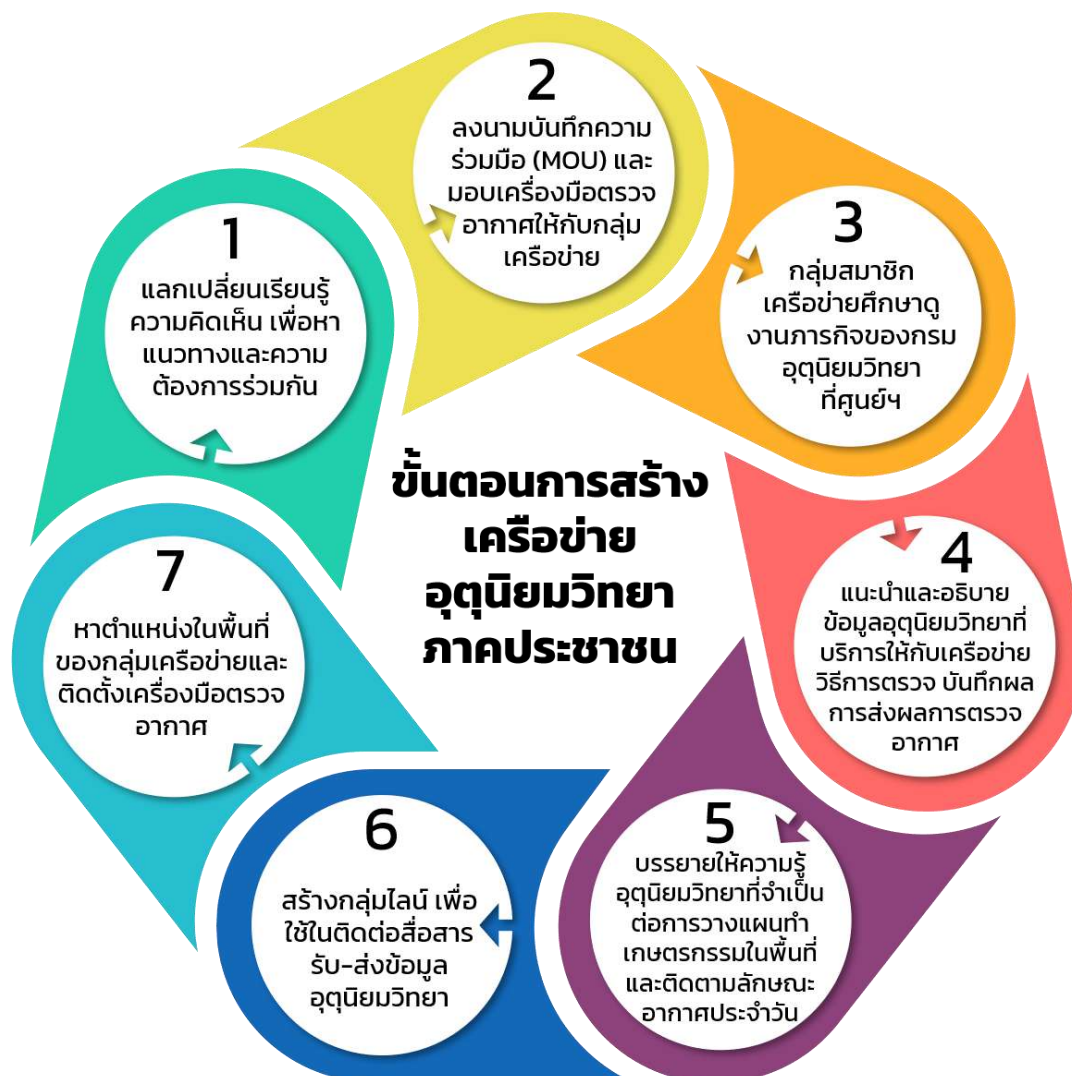 1
แลกเปลี่ยนเรียนรู้
ความคิดเห็น เพื่อหา
แนวทางและความ
ต้องการร่วมกัน
2
ลงนามบันทึกความ
ร่วมมือ (MOU) และ
มอบเครื่องมือตรวจ
อากาศให้กับกลุ่ม
เครือข่าย
3
กลุ่มสมาชิก
เครือข่ายศึกษาดู
งานภารกิจของกรม
อุตุนิยมวิทยา
ที่ศูนย์ฯ
4
แนะนำและอธิบาย
ข้อมูลอุตุนิยมวิทยาที่
บริการให้กับเครือข่าย
วิธีการตรวจ บันทึกผล
การส่งผลการตรวจ
อากาศ
5
บรรยายให้ความรู้
อุตุนิยมวิทยาที่จำเป็น
ต่อการวางแผนทำ
เกษตรกรรมในพื้นที่
และติดตามลักษณะ
อากาศประจำวัน
6
สร้างกลุ่มไลน์ เพื่อ
ใช้ในติดต่อสื่อสาร
รับ-ส่งข้อมูล
อุตุนิยมวิทยา
7
หาตำแหน่งในพื้นที่
ของกลุ่มเครือข่ายและ
ติดตั้งเครื่องมือตรวจ
อากาศ
ขั้นตอนการสร้าง
เครือข่าย
อุตุนิยมวิทยา
ภาคประชาชน